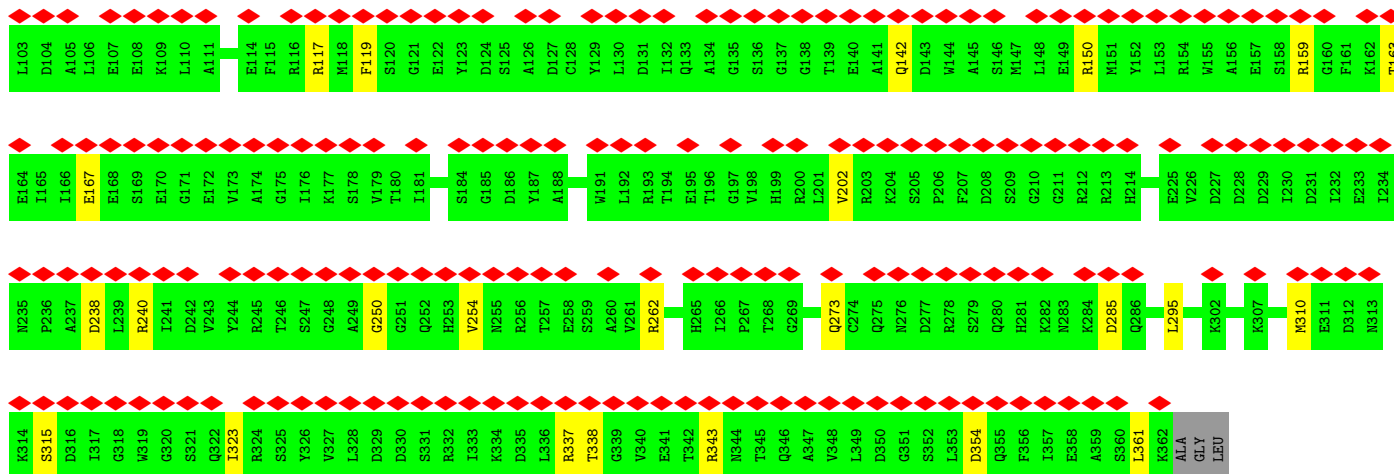 L103 D104 A105 L106 E107 E108 K109 L110 A111 E114 F115 R116 R117 M118 F119 S120 G121 E122 Y123 D124 S125 A126 D127 C128 Y129 L130 D131 I132 Q133 A134 G135 S136 G137 G138 T139 E140 A141 Q142 D143 W144 A145 S146 M147 L148 E149 R150 M151 Y152 L153 R154 W155 A156 E157 S158 R159 G160 F161 K162 T163
E164 I165 I166 E167 E168 S169 E170 G171 E172 V173 A174 G175 I176 K177 S178 V179 T180 I181 S184 G185 D186 Y187 A188 W191 L192 R193 T194 E195 T196 G197 V198 H199 R200 L201 V202 R203 K204 S205 P206 F207 D208 S209 G210 G211 R212 R213 H214 E225 V226 D227 D228 D229 I230 D231 I232 E233 I234
N235 P236 A237 D238 L239 R240 I241 D242 V243 Y244 R245 T246 S247 G248 A249 G250 G251 Q252 H253 V254 N255 R256 T257 E258 S259 A260 V261 R262 H265 I266 P267 T268 G269 Q273 C274 Q275 N276 D277 R278 S279 Q280 H281 K282 N283 K284 D285 Q286 L295 K302 K307 M310 E311 D312 N313
K314 S315 D316 I317 G318 W319 G320 S321 Q322 I323 R324 S325 Y326 V327 L328 D329 D330 S331 R332 I333 K334 D335 L336 R337 T338 G339 V340 E341 T342 R343 N344 T345 Q346 A347 V348 L349 D350 G351 S352 L353 D354 Q355 F356 I357 E358 A359 S360 L361 K362 ALA GLY LEU